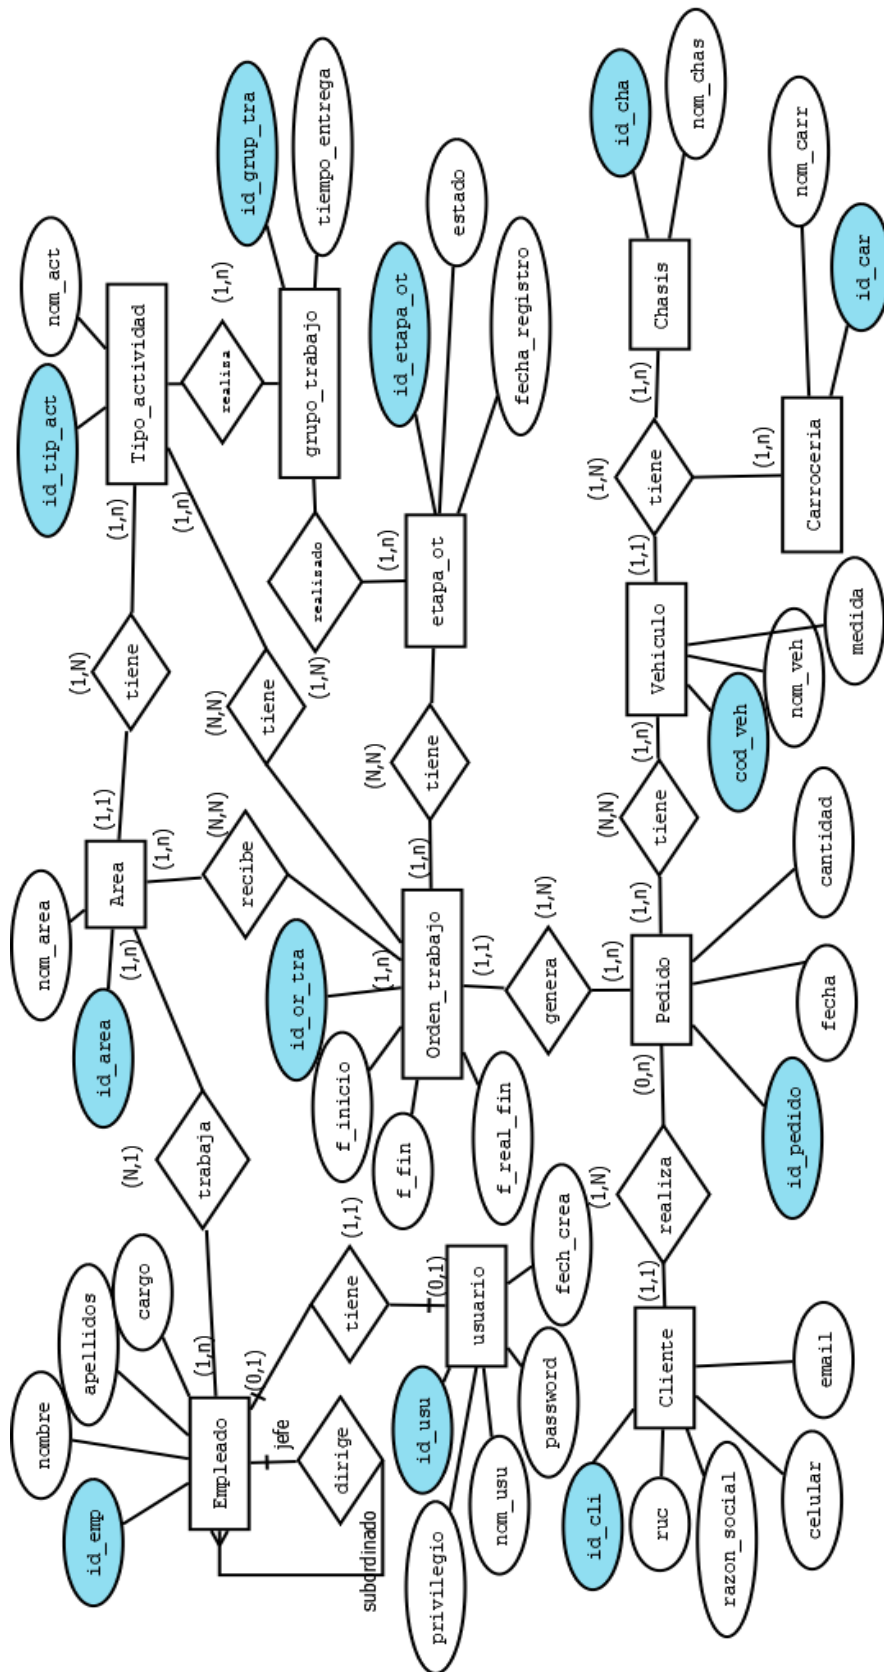 nombre
nom_area
id_tip_act
nom_act
id_emp
apellidos
cargo
id_area
(N,1)
(1,n)
(1,1)
(1,N)
(1,n)
Tipo_actividad
Area
tiene
Empleado
(1,n)
trabaja
(1,n)
(N,N)
(N,N)
(1,n)
(1,n)
realisa
id_grup_tra
(0,1)
jefe
recibe
tiene
(1,N)
grupo_trabajo
tiempo_entrega
id_or_tra
realisado
dirige
tiene
(1,1)
f_inicio
(1,n)
(N,N)
(1,n)
id_etapa_ot
subordinado
f_fin
(1,n)
tiene
etapa_ot
estado
privilegio
id_usu
(0,1)
Orden_trabajo
usuario
nom_usu
password
fech_crea
f_real_fin
(1,1)
genera
(1,N)
fecha_registro
id_cli
(1,N)
(1,n)
(N,N)
(1,n)
(1,1)
(1,N)
(1,n)
id_cha
(1,1)
realiza
(0,n)
Cliente
Pedido
tiene
Vehiculo
tiene
Chasis
ruc
nom_chas
razon_social
cod_veh
(1,n)
id_pedido
nom_veh
nom_carr
celular
email
fecha
cantidad
medida
Carroceria
id_car